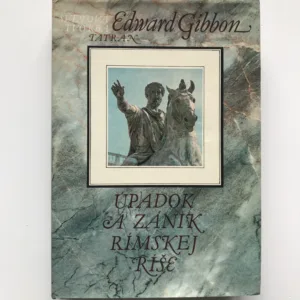 Edward Gibbon
TATRAN
ÚPADOK
A ZÁNIK
RÍMSKEJ
RÍŠE